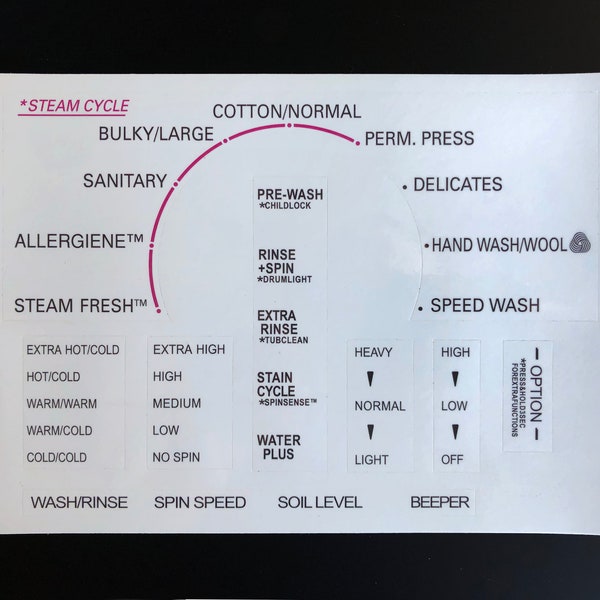 *STEAM CYCLE
COTTON/NORMAL
BULKY/LARGE
PERM. PRESS
SANITARY
DELICATES
ALLERGIENE™
HAND WASH/WOOL
STEAM FRESH™
SPEED WASH
PRE-WASH
*CHILDLOCK
RINSE
+SPIN
*DRUMLIGHT
EXTRA
RINSE
*TUBCLEAN
STAIN
CYCLE
*SPINSENSE™
WATER
PLUS
EXTRA HOT/COLD
HOT/COLD
WARM/WARM
WARM/COLD
COLD/COLD
EXTRA HIGH
HIGH
MEDIUM
LOW
NO SPIN
HEAVY
NORMAL
LIGHT
HIGH
LOW
OFF
– OPTION –
*PRESS&HOLD3SEC
FOREXTRAFUNCTIONS
WASH/RINSE
SPIN SPEED
SOIL LEVEL
BEEPER